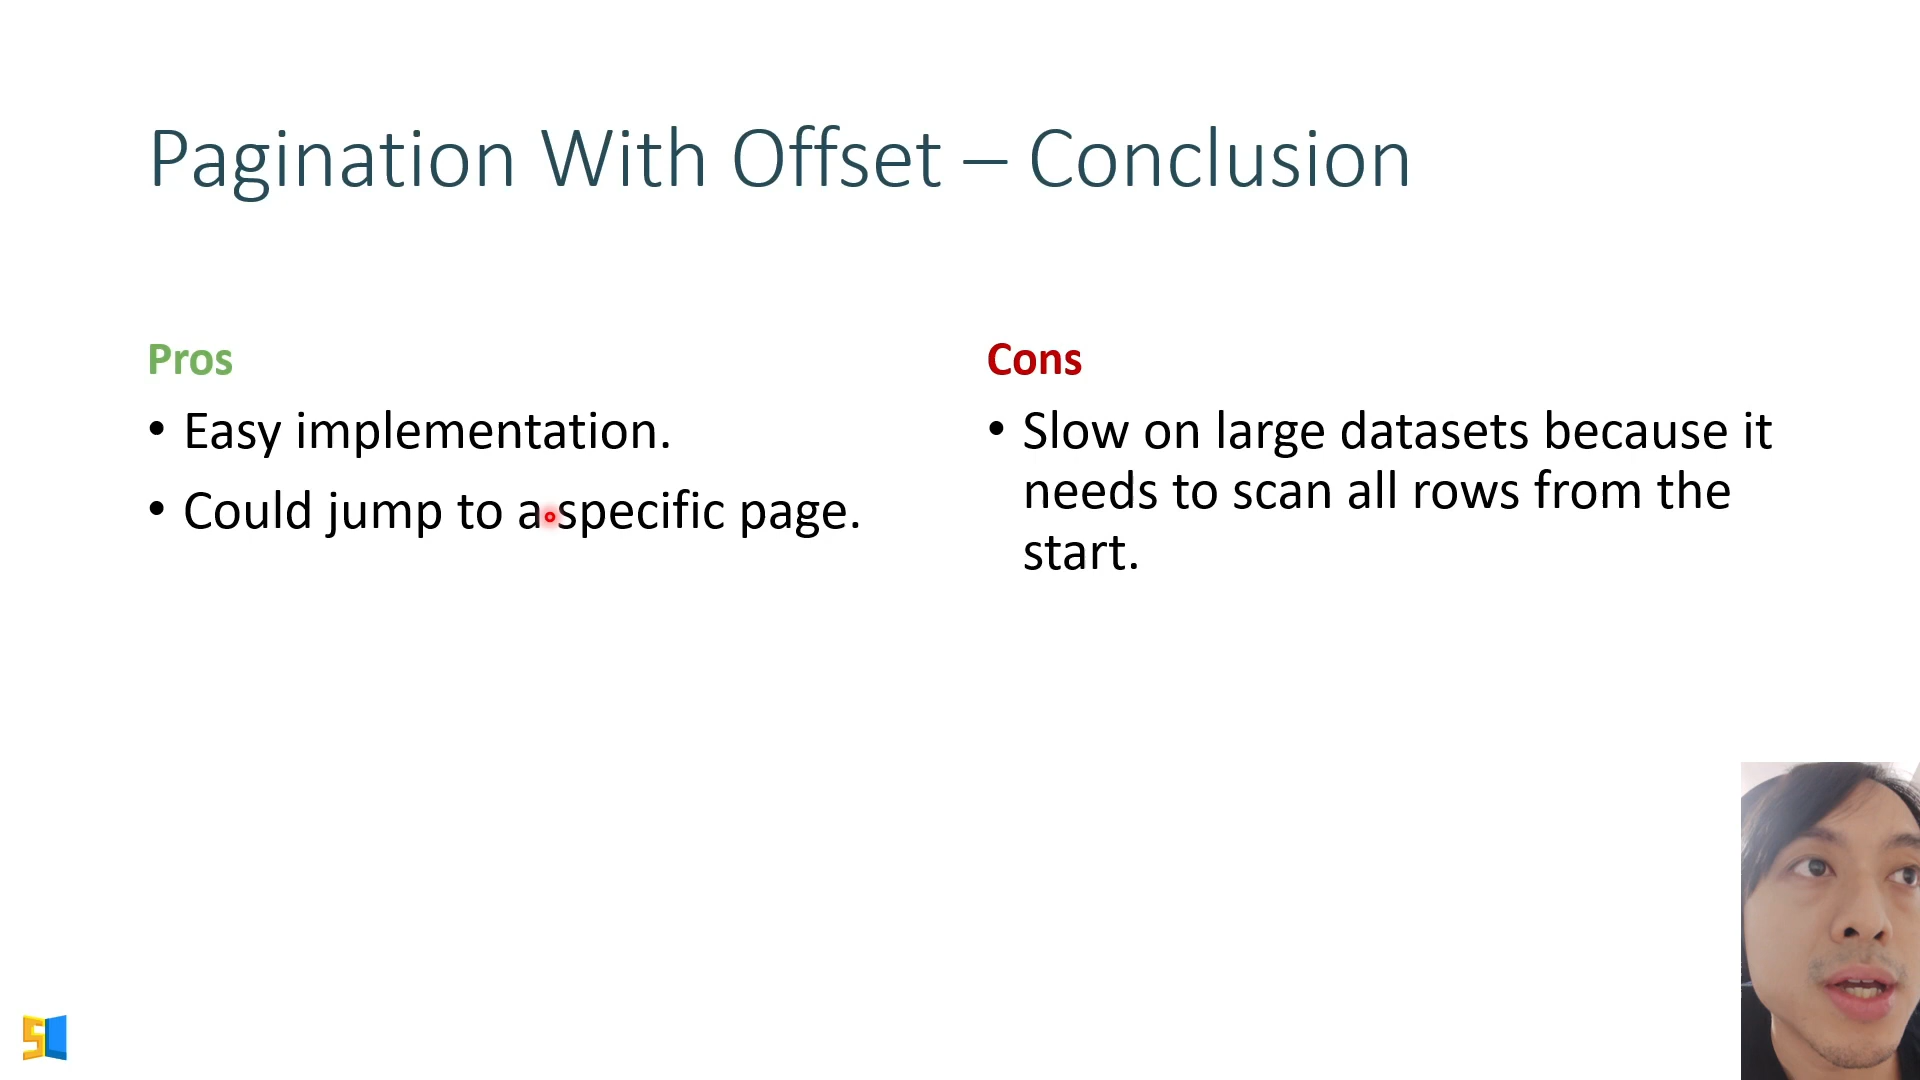 Pagination With Offset – Conclusion
Pros
• Easy implementation.
• Could jump to a specific page.
Cons
• Slow on large datasets because it
needs to scan all rows from the
start.